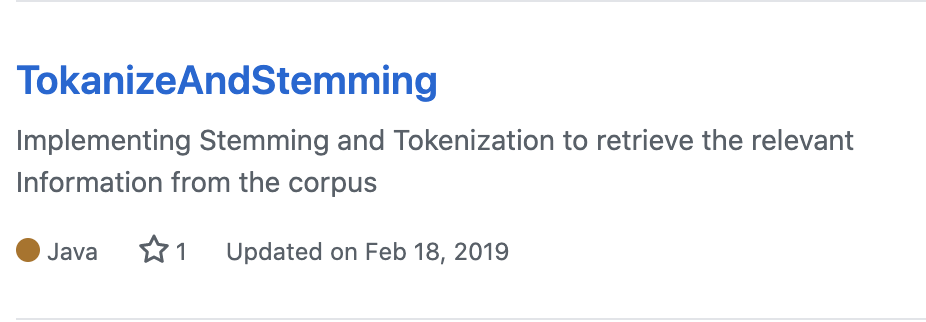 TokanizeAndStemming
Implementing Stemming and Tokenization to retrieve the relevant
Information from the corpus
Java 1 Updated on Feb 18, 2019